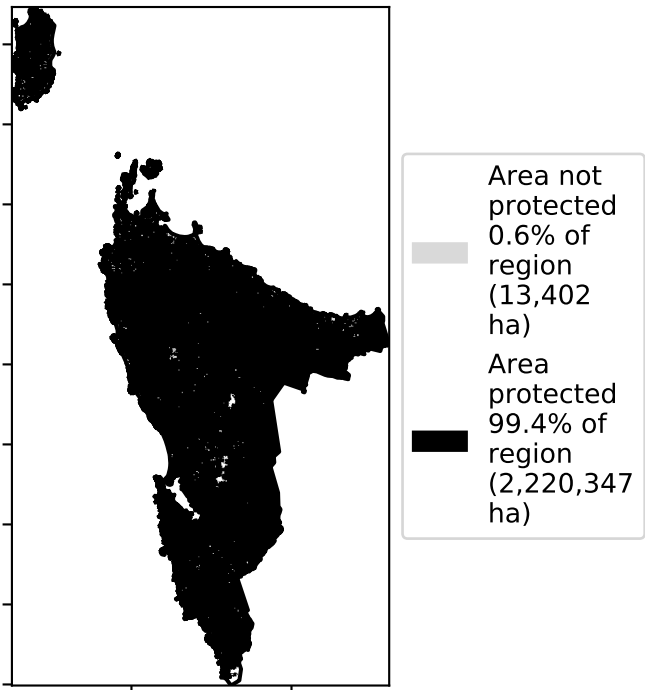 Area not
protected
0.6% of
region
(13,402
ha)
Area
protected
99.4% of
region
(2,220,347
ha)